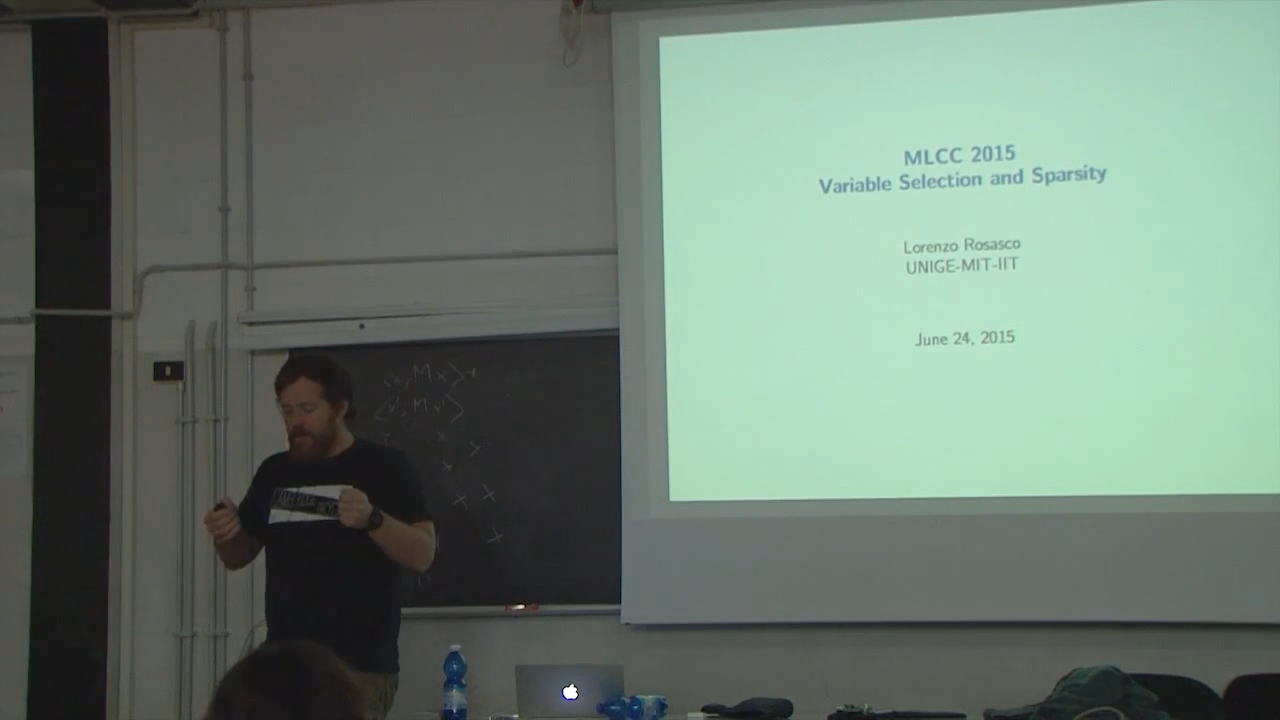 MLCC 2015
Variable Selection and Sparsity
Lorenzo Rosasco
UNIGE-MIT-IIT
June 24, 2015